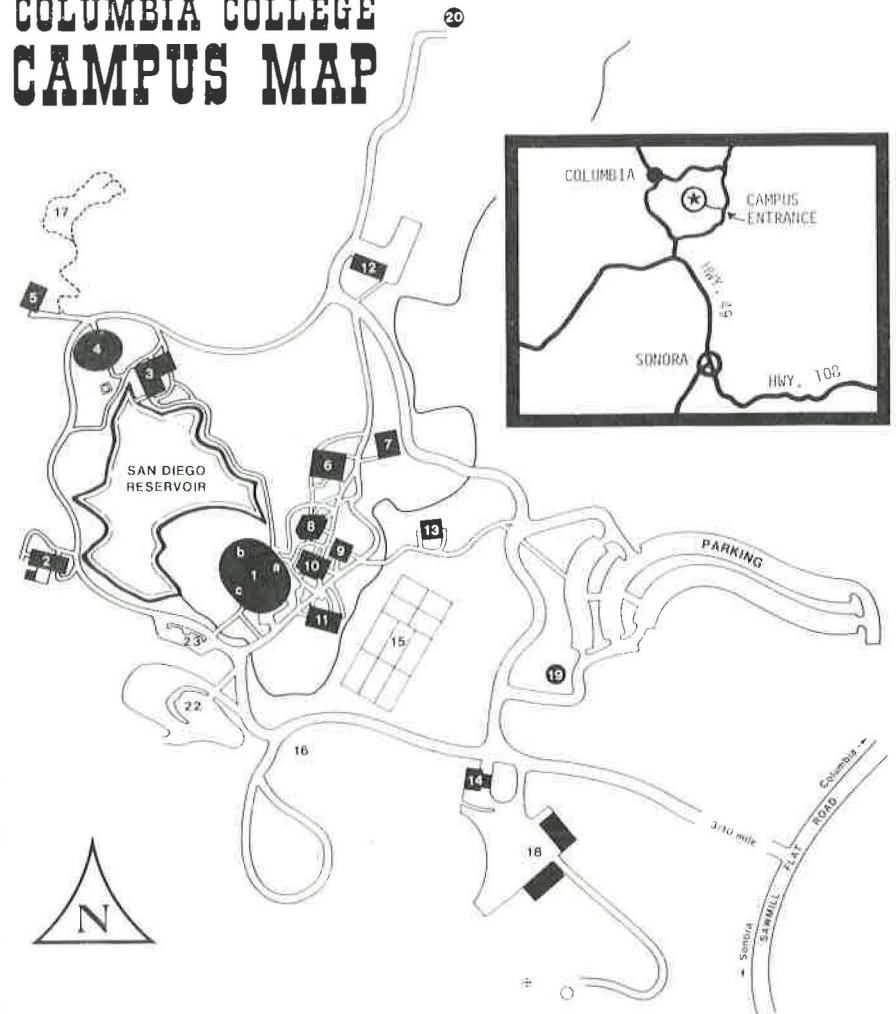 COLUMBIA COLLEGE
CAMPUS MAP
20
COLUMBIA
CAMPUS
ENTRANCE
HWY. 49
SONORA
HWY. 108
17
12
5
4
3
SAN DIEGO
RESERVOIR
6
7
8
13
2
b
1
a
c
9
10
11
PARKING
15
23
19
22
16
14
18
3/10 mile
Columbia
SAWMILL FLAT ROAD
Sonora
N